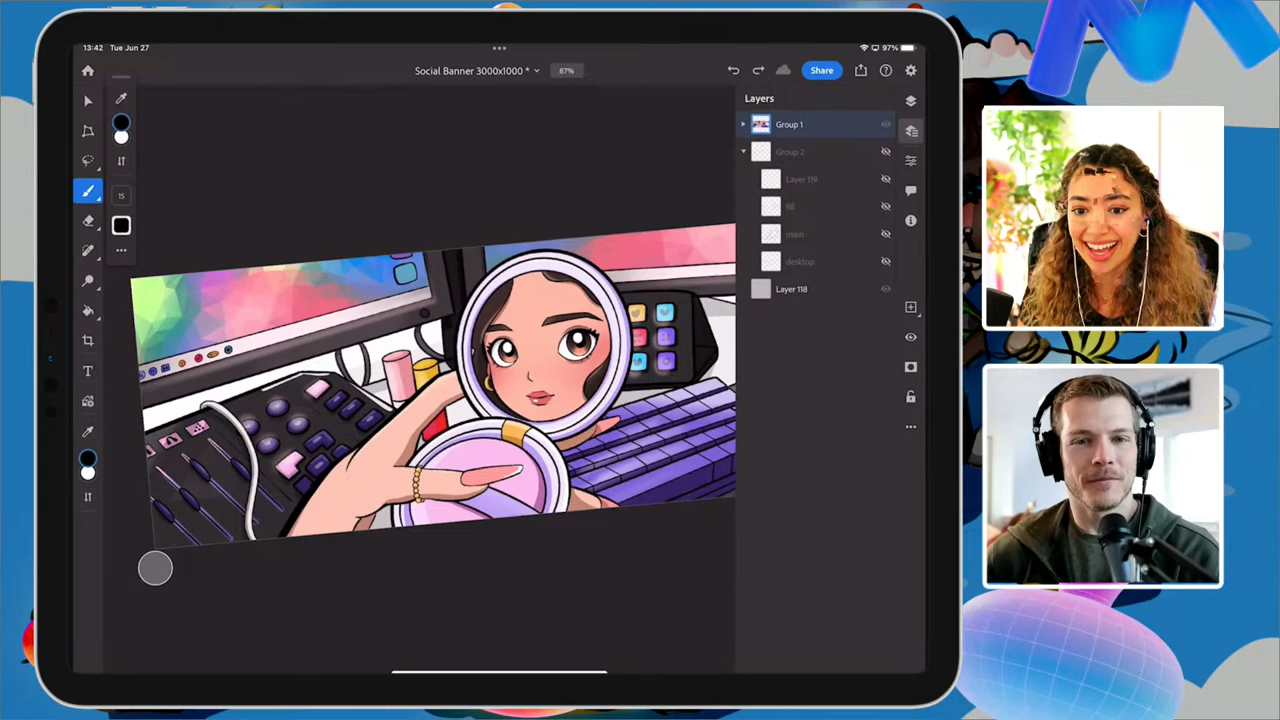 13:42 Tue Jun 27
97%
Social Banner 3000x1000 *
87%
Share
Layers
Group 1
Group 2
Layer 119
fill
main
desktop
Layer 118
15
T